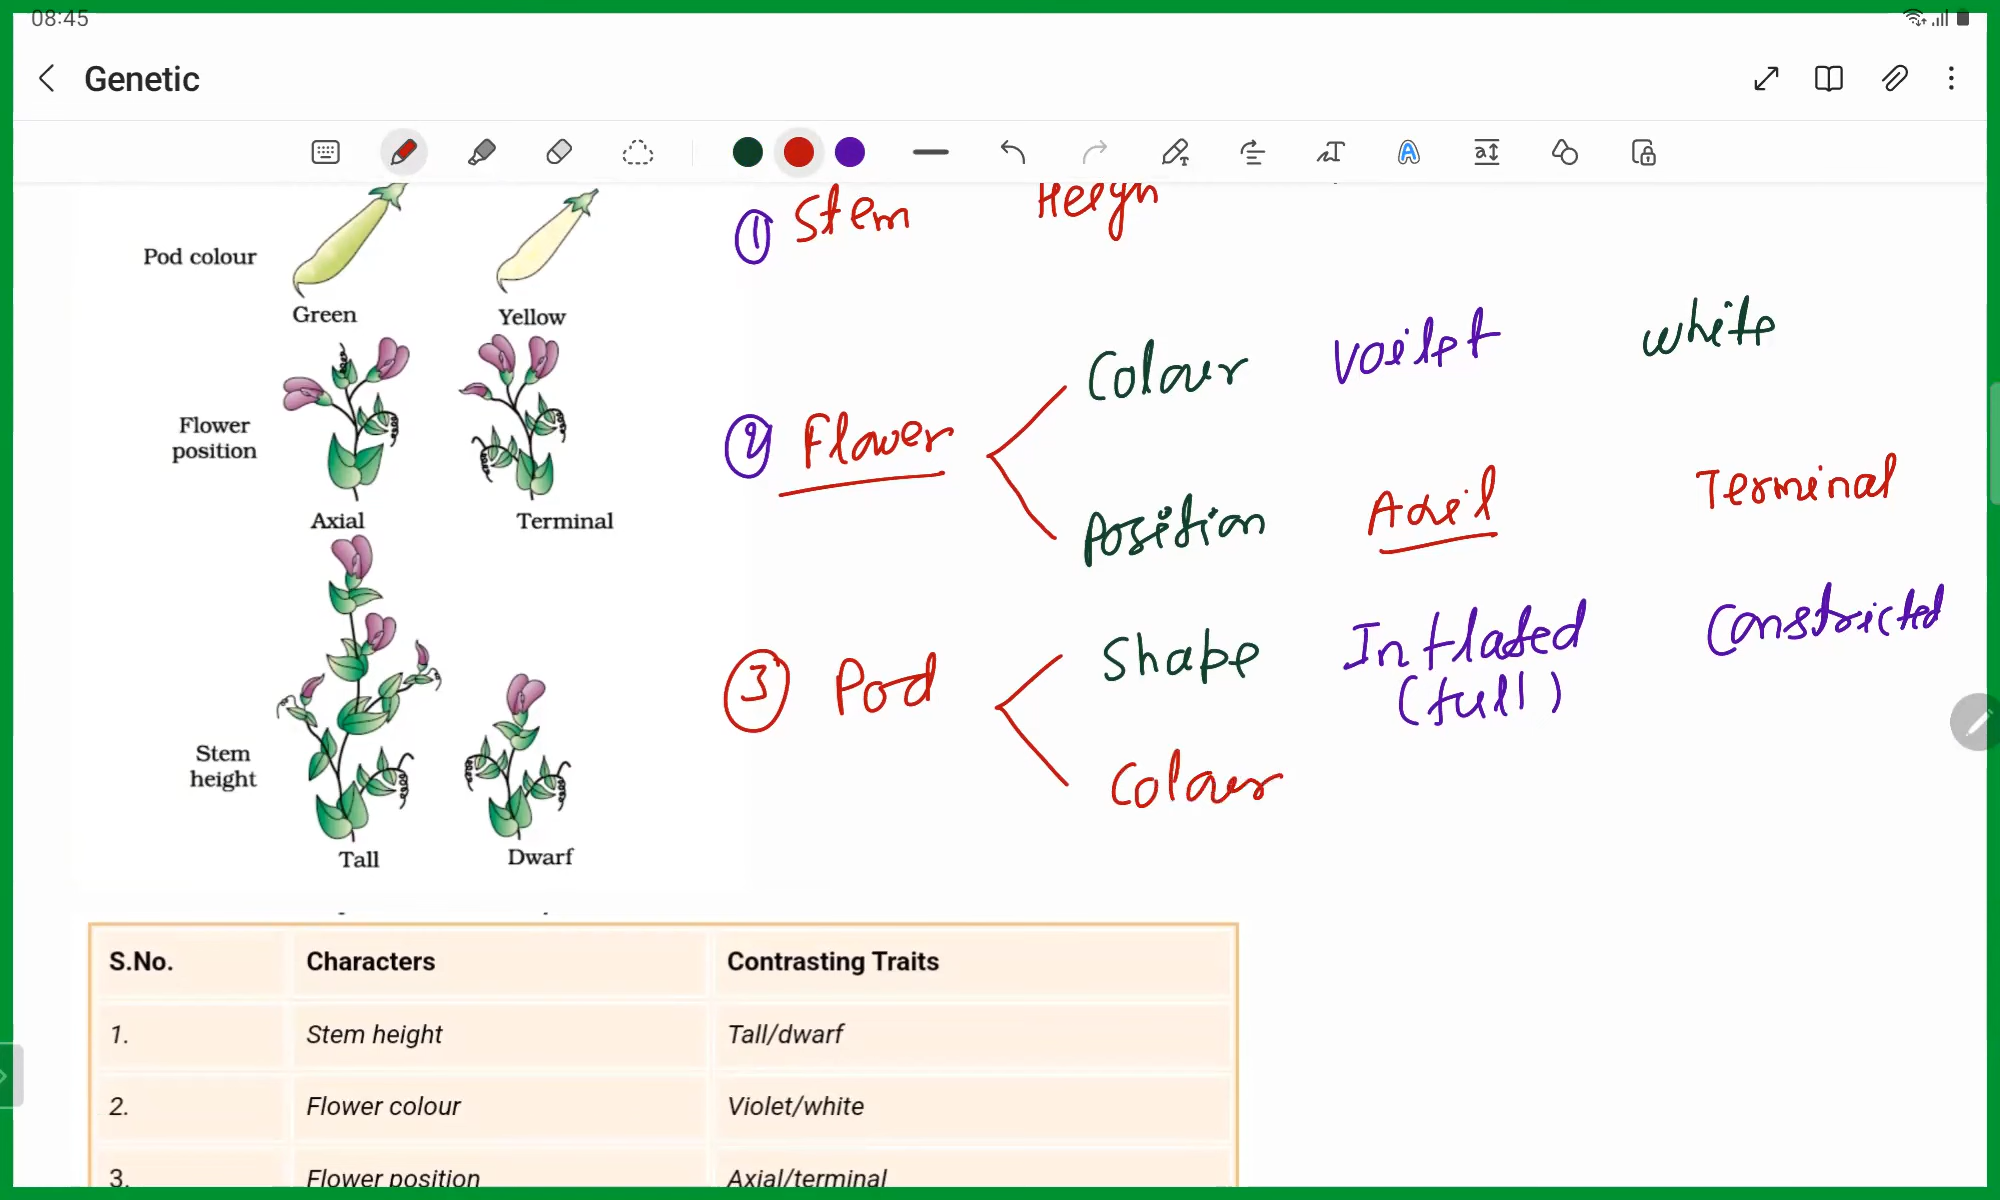 08:45
Genetic
Pod colour
Green
Yellow
Flower
position
Axial
Terminal
Stem
height
Tall
Dwarf
① Stem
② Flower
Colour Voilet White
Position Axil Terminal
③ Pod
Shape Inflated Constricted
(full)
Colour
S.No. Characters Contrasting Traits
1. Stem height Tall/dwarf
2. Flower colour Violet/white
3. Flower position Axial/terminal